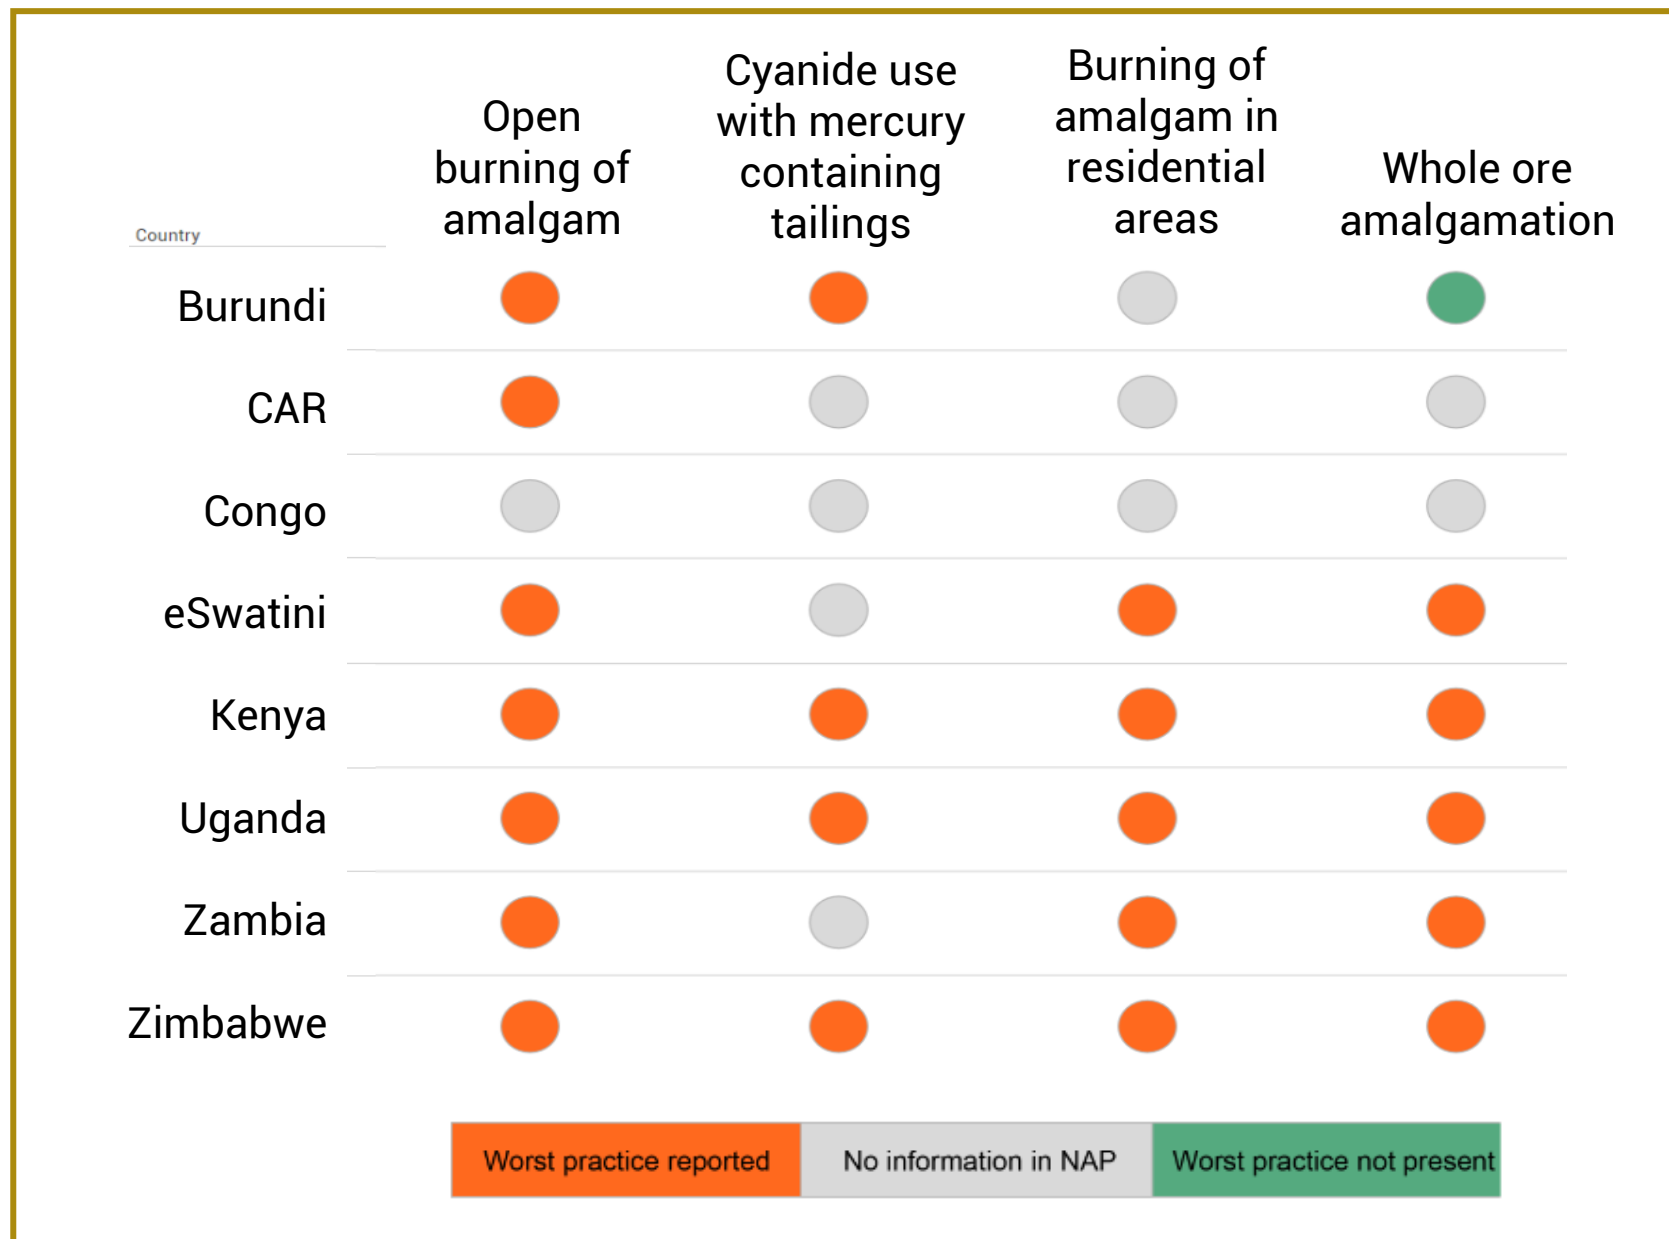 Country
Open
burning of
amalgam
Cyanide use
with mercury
containing
tailings
Burning of
amalgam in
residential
areas
Whole ore
amalgamation
Burundi
CAR
Congo
eSwatini
Kenya
Uganda
Zambia
Zimbabwe
Worst practice reported
No information in NAP
Worst practice not present